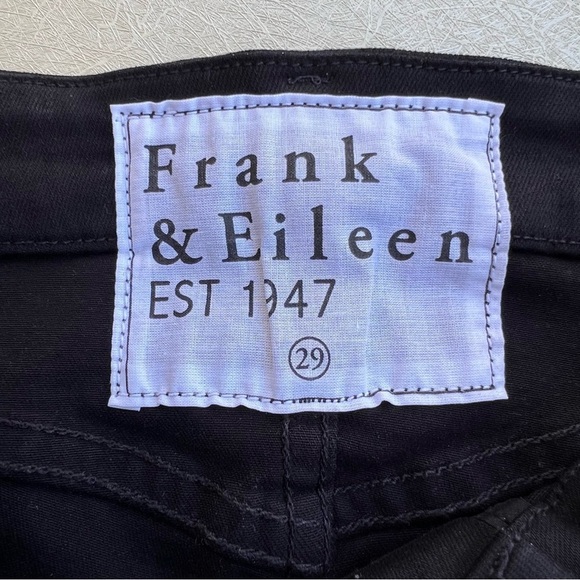 Frank
& Eileen
EST 1947
29